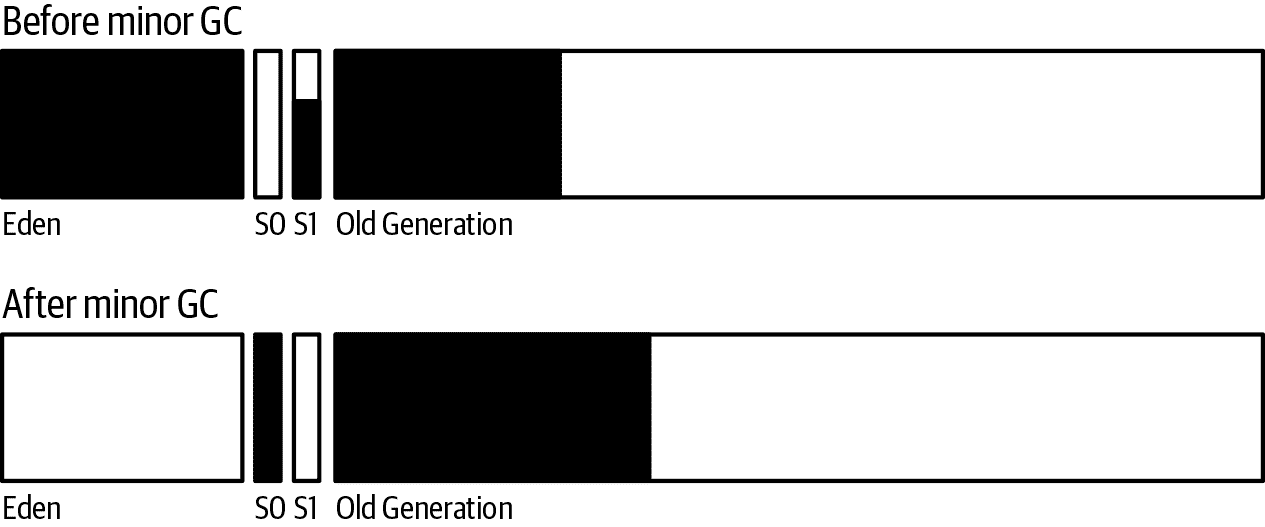 Before minor GC
Eden S0 S1 Old Generation
After minor GC
Eden S0 S1 Old Generation